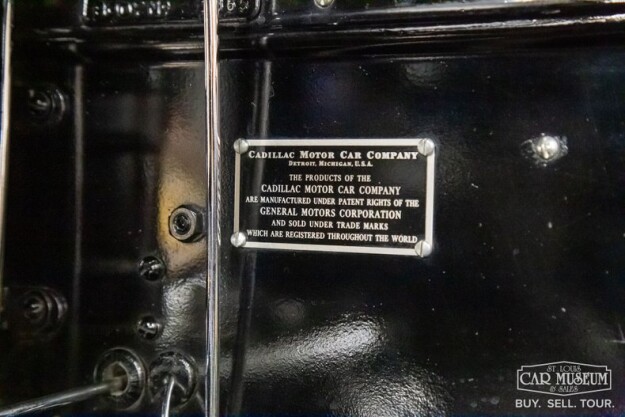 CADILLAC MOTOR CAR COMPANY
DETROIT, MICHIGAN, U.S.A.
THE PRODUCTS OF THE
CADILLAC MOTOR CAR COMPANY
ARE MANUFACTURED UNDER PATENT RIGHTS OF THE
GENERAL MOTORS CORPORATION
AND SOLD UNDER TRADE MARKS
WHICH ARE REGISTERED THROUGHOUT THE WORLD
ST LOUIS
CAR MUSEUM
& SALES
BUY. SELL. TOUR.